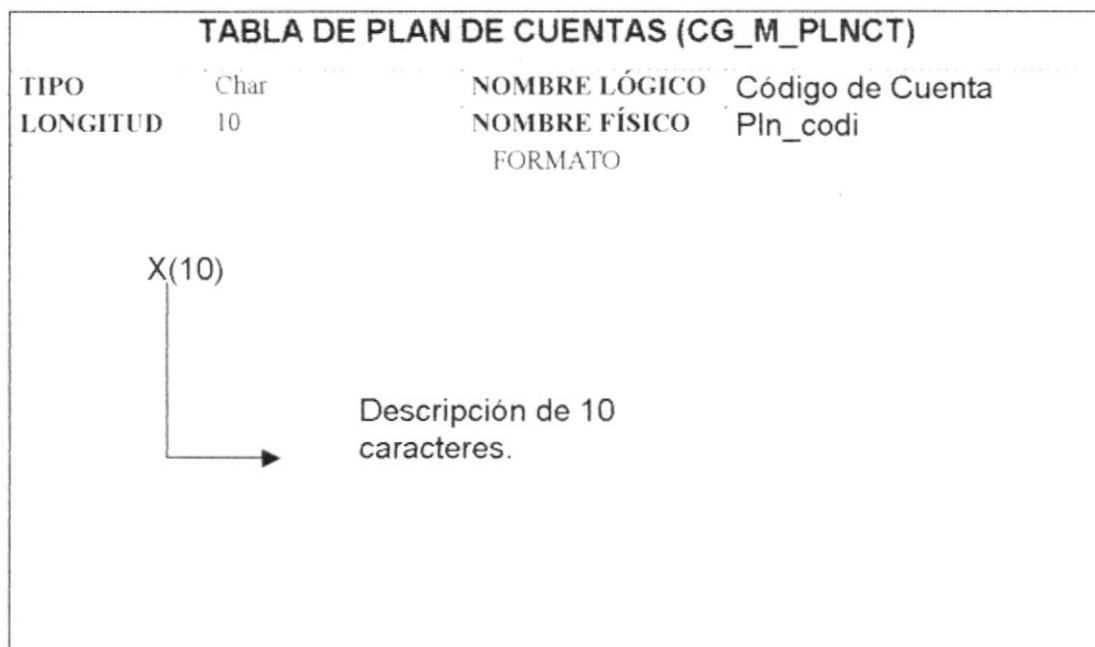 TABLA DE PLAN DE CUENTAS (CG_M_PLNCT)
TIPO Char NOMBRE LÓGICO Código de Cuenta
LONGITUD 10 NOMBRE FÍSICO Pln_codi
FORMATO
X(10)
Descripción de 10
caracteres.